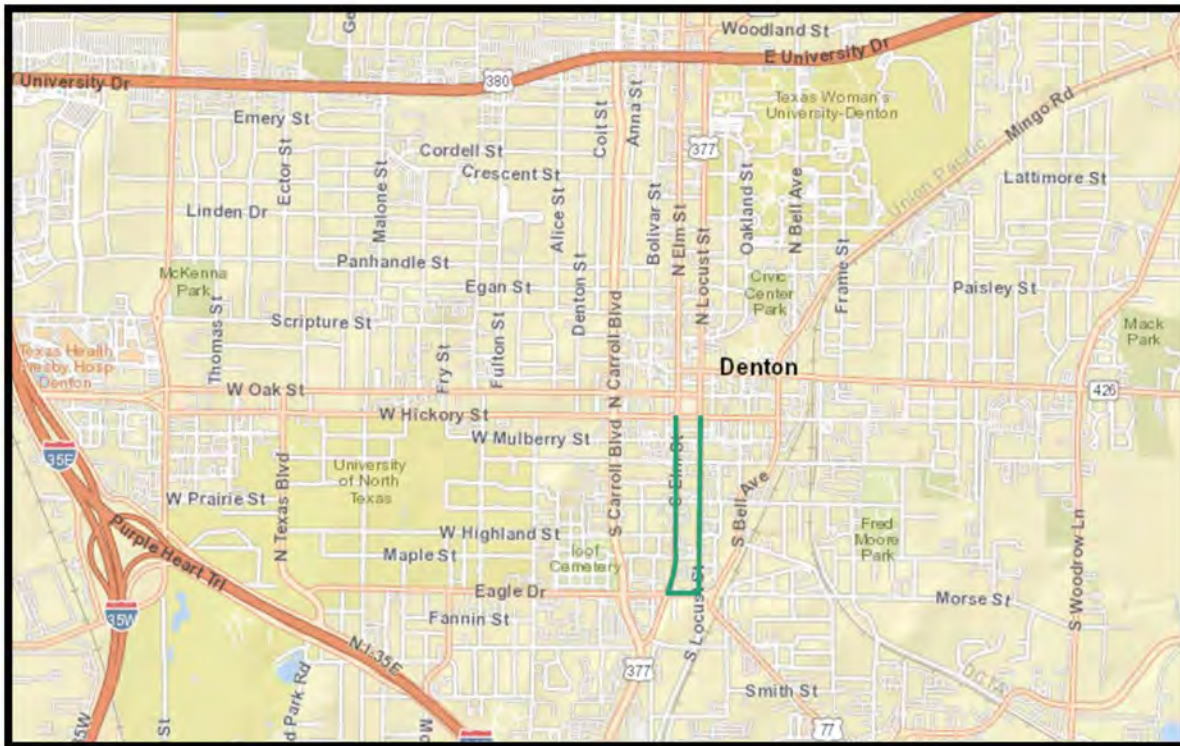 Woodland St
E University Dr
University Dr
380
Emery St
Ector St
Malone St
Cordell St
Crescent St
Colt St
Anna St
377
Texas Woman's
University-Denton
Mingo Rd
Union Pacific
Lattimore St
Linden Dr
Alice St
Bolivar St
N Elm St
Oakland St
N Bell Ave
Panhandle St
McKenna
Park
Egan St
Denton St
N Locust St
Civic
Center
Park
Frame St
Paisley St
Scripture St
Thomas St
Fry St
Fulton St
N Carroll Blvd
Mack
Park
Texas Health
Presby Hosp
Denton
Denton
W Oak St
426
W Hickory St
W Mulberry St
35E
University
of North
Texas
S Carroll Blvd
S Elm St
S Bell Ave
W Prairie St
N Texas Blvd
W Highland St
Maple St
Ioof
Cemetery
Fred
Moore
Park
S Woodrow Ln
Purple Heart Trl
Eagle Dr
S Locust St
Morse St
35W
Fannin St
N I-35E
377
Smith St
77
35W
St
d Park Rd